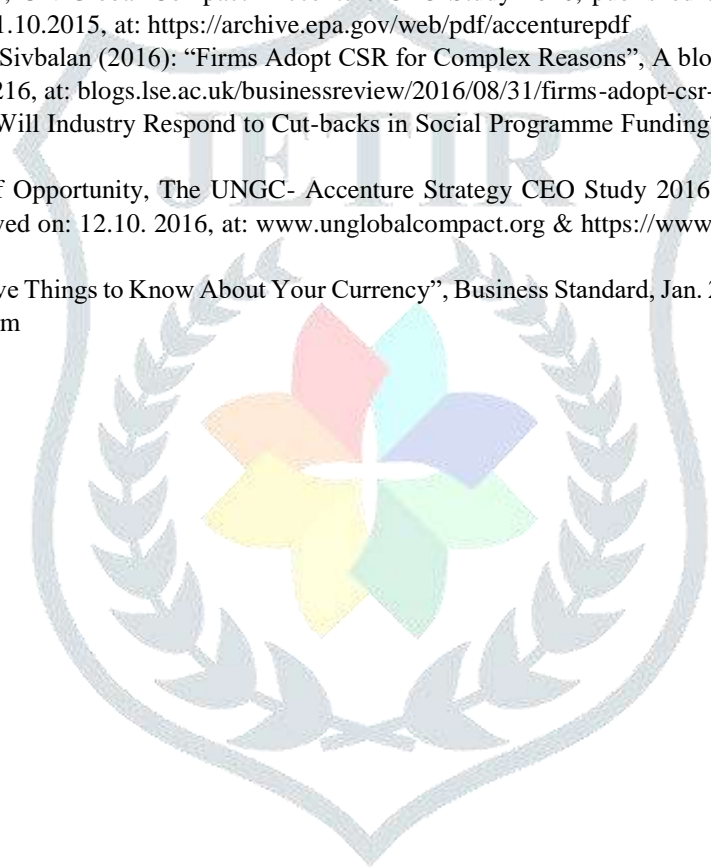 1.10.2015, at: https://archive.epa.gov/web/pdf/accenturepdf
Sivbalan (2016): “Firms Adopt CSR for Complex Reasons”, A blo
16, at: blogs.lse.ac.uk/businessreview/2016/08/31/firms-adopt-csr-
Will Industry Respond to Cut-backs in Social Programme Funding
JETIR
f Opportunity, The UNGC- Accenture Strategy CEO Study 2016
ved on: 12.10. 2016, at: www.unglobalcompact.org & https://www
ve Things to Know About Your Currency”, Business Standard, Jan. 2
m